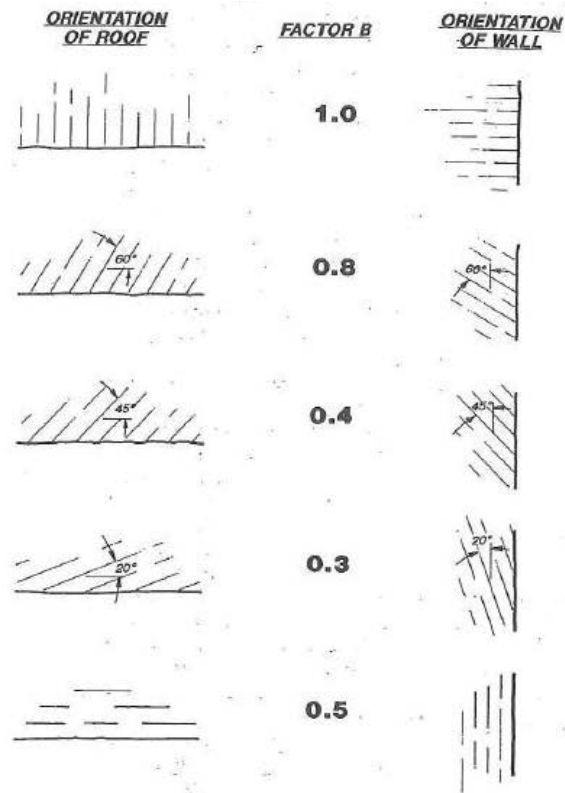 ORIENTATION
OF ROOF
FACTOR B
ORIENTATION
OF WALL
1.0
60°
0.8
60°
45°
0.4
45°
20°
0.3
20°
0.5